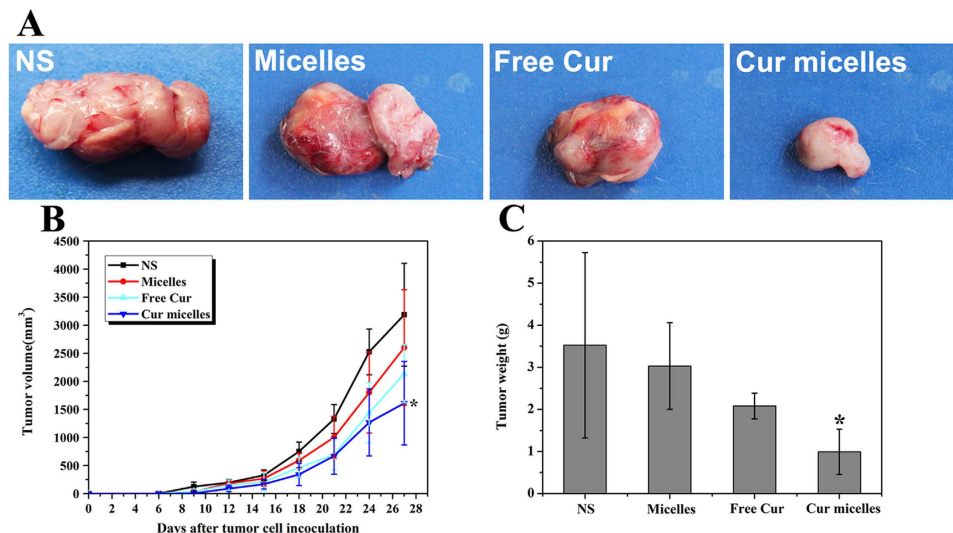 A
NS
Micelles
Free Cur
Cur micelles
B
4500
4000
3500
3000
2500
2000
1500
1000
500
0
Tumor volume(mm³)
NS
Micelles
Free Cur
Cur micelles
*
0 2 4 6 8 10 12 14 16 18 20 22 24 26 28
Days after tumor cell incoculation
C
6
5
4
3
2
1
0
Tumor weight (g)
*
NS Micelles Free Cur Cur micelles